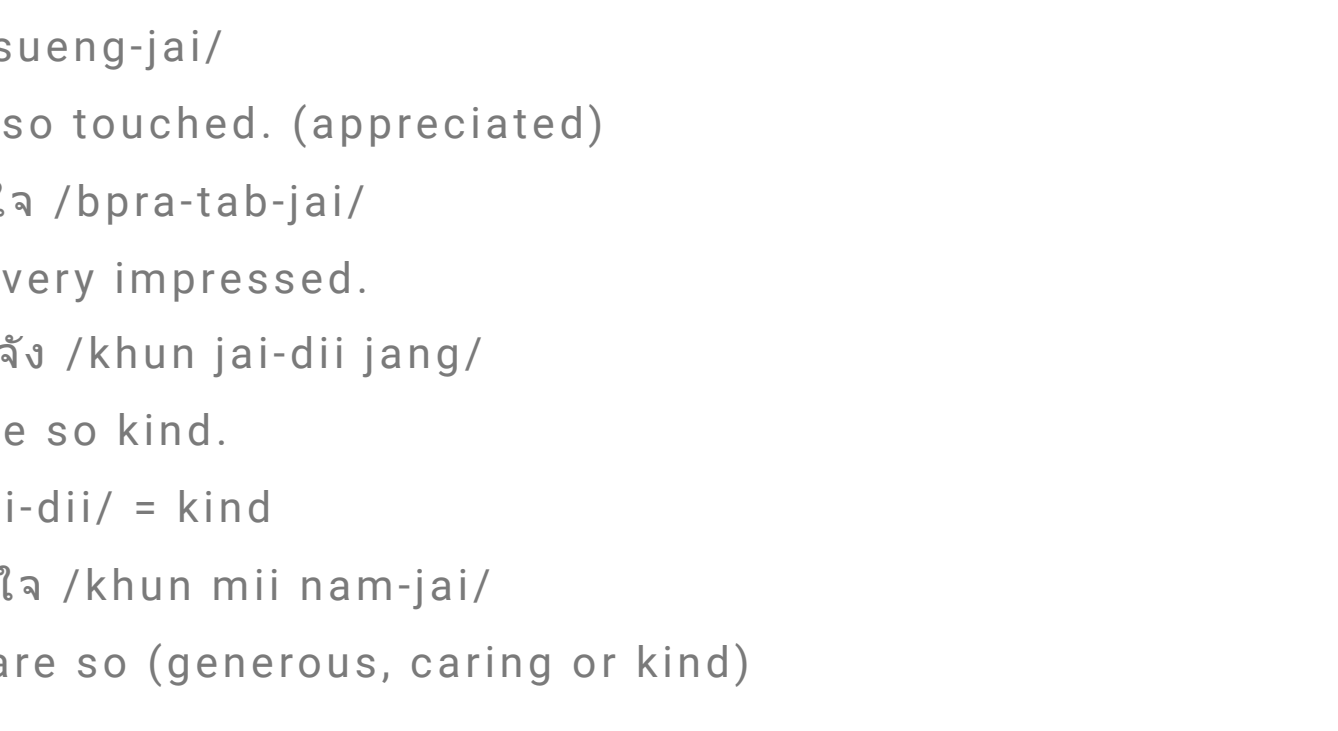 sueng-jai/
so touched. (appreciated)
ใจ /bpra-tab-jai/
very impressed.
จัง /khun jai-dii jang/
e so kind.
i-dii/ = kind
ใจ /khun mii nam-jai/
are so (generous, caring or kind)